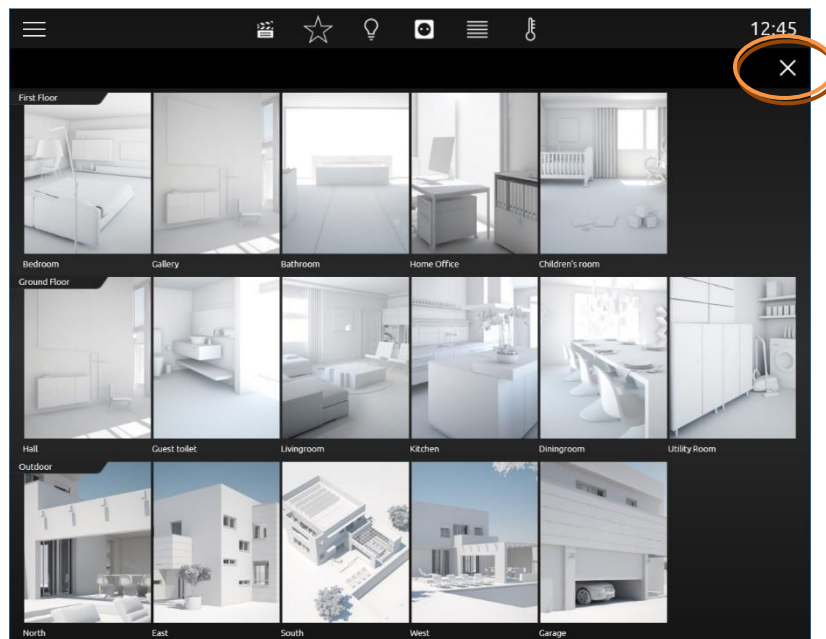 12:45
First Floor
Bedroom Gallery Bathroom Home Office Children's room
Ground Floor
Hall Guest toilet Livingroom Kitchen Diningroom Utility Room
Outdoor
North East South West Garage